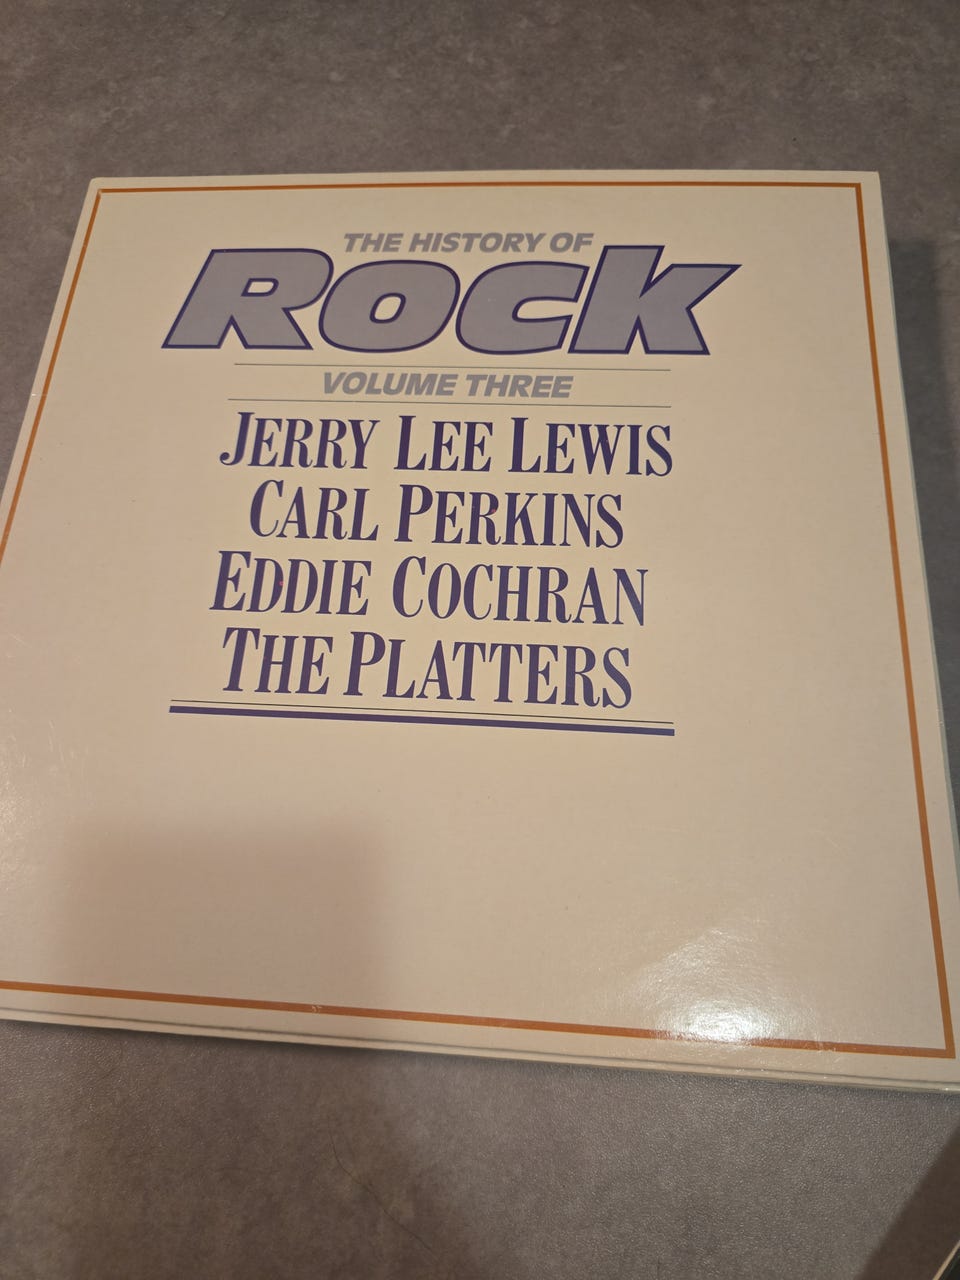 THE HISTORY OF
ROCK
VOLUME THREE
JERRY LEE LEWIS
CARL PERKINS
EDDIE COCHRAN
THE PLATTERS